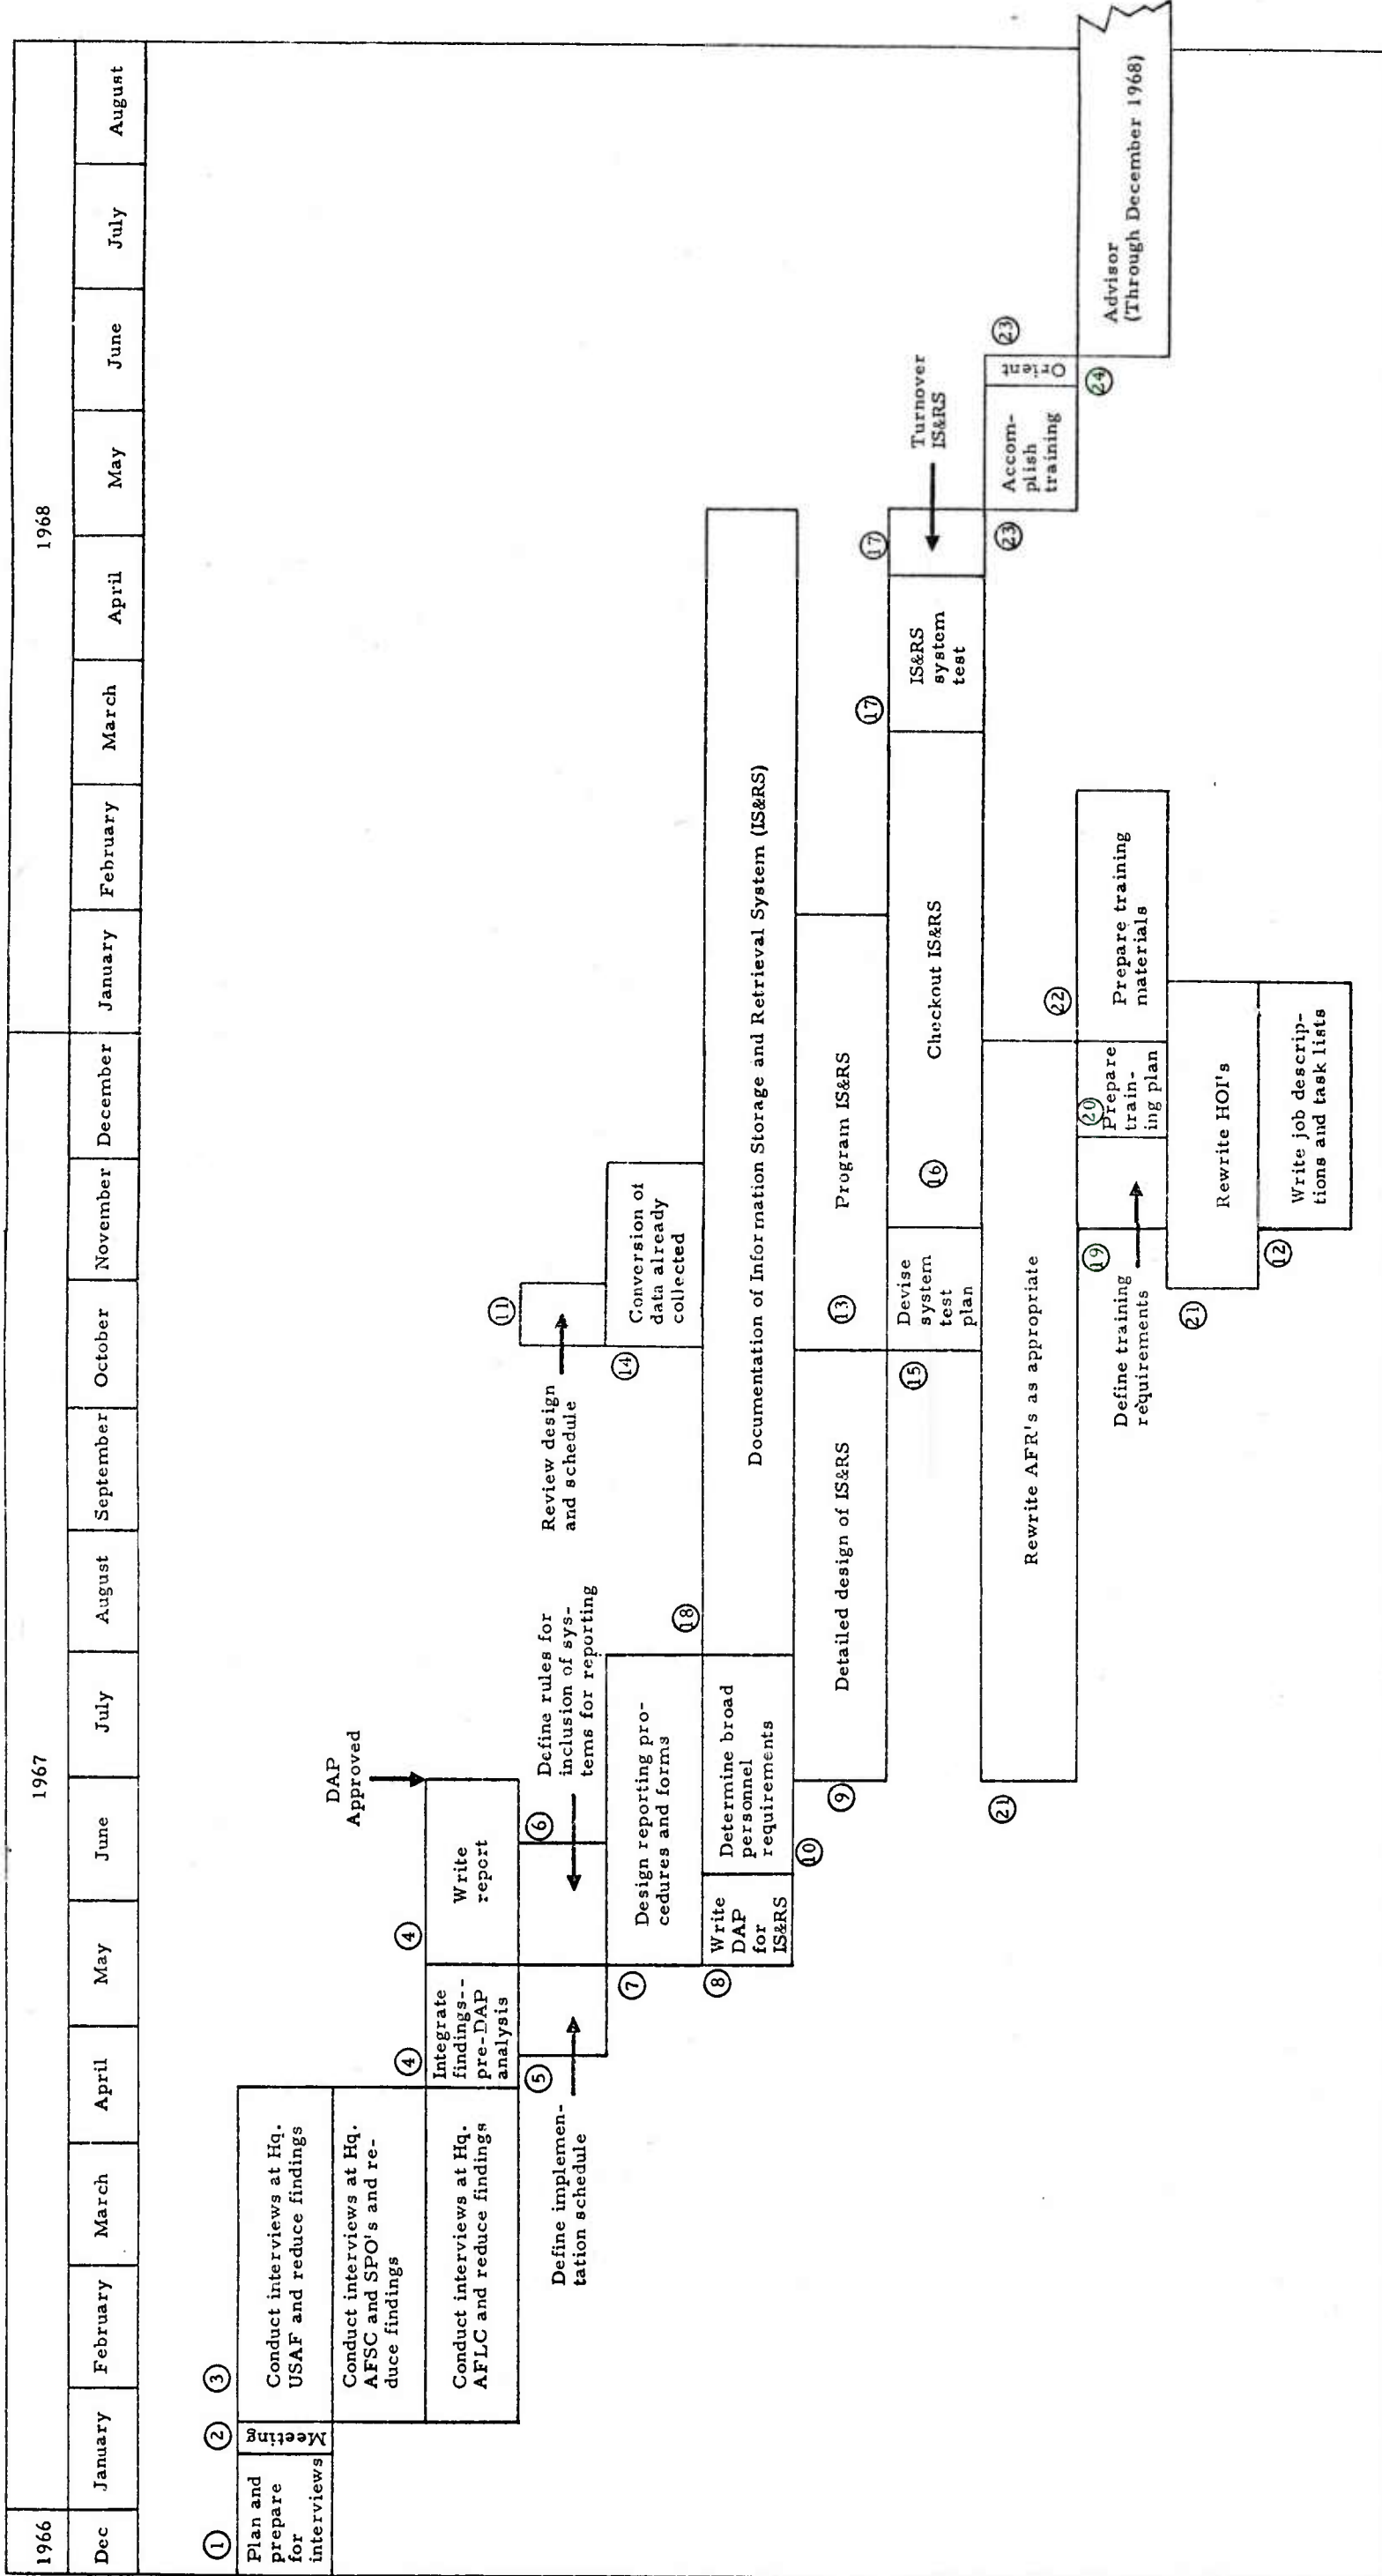 1966
1967
1968
Dec
January
February
March
April
May
June
July
August
September
October
November
December
January
February
March
April
May
June
July
August
1
Plan and
prepare
for
interviews
2
Meeting
3
Conduct interviews at Hq.
USAF and reduce findings
Conduct interviews at Hq.
AFSC and SPO's and re-
duce findings
Conduct interviews at Hq.
AFLC and reduce findings
4
Integrate
findings--
pre-DAP
analysis
4
Write
report
DAP
Approved
5
Define implemen-
tation schedule
6
Define rules for
inclusion of sys-
tems for reporting
11
Review design
and schedule
7
Design reporting pro-
cedures and forms
14
Conversion of
data already
collected
8
Write
DAP
for
IS&RS
10
Determine broad
personnel
requirements
18
Documentation of Information Storage and Retrieval System (IS&RS)
9
Detailed design of IS&RS
13
Program IS&RS
15
Devise
system
test
plan
16
Checkout IS&RS
17
IS&RS
system
test
17
Turnover
IS&RS
21
Rewrite AFR's as appropriate
23
Accom-
plish
training
Orient
23
19
Define training
requirements
20
Prepare
train-
ing plan
22
Prepare training
materials
24
Advisor
(Through December 1968)
21
Rewrite HOI's
12
Write job descrip-
tions and task lists